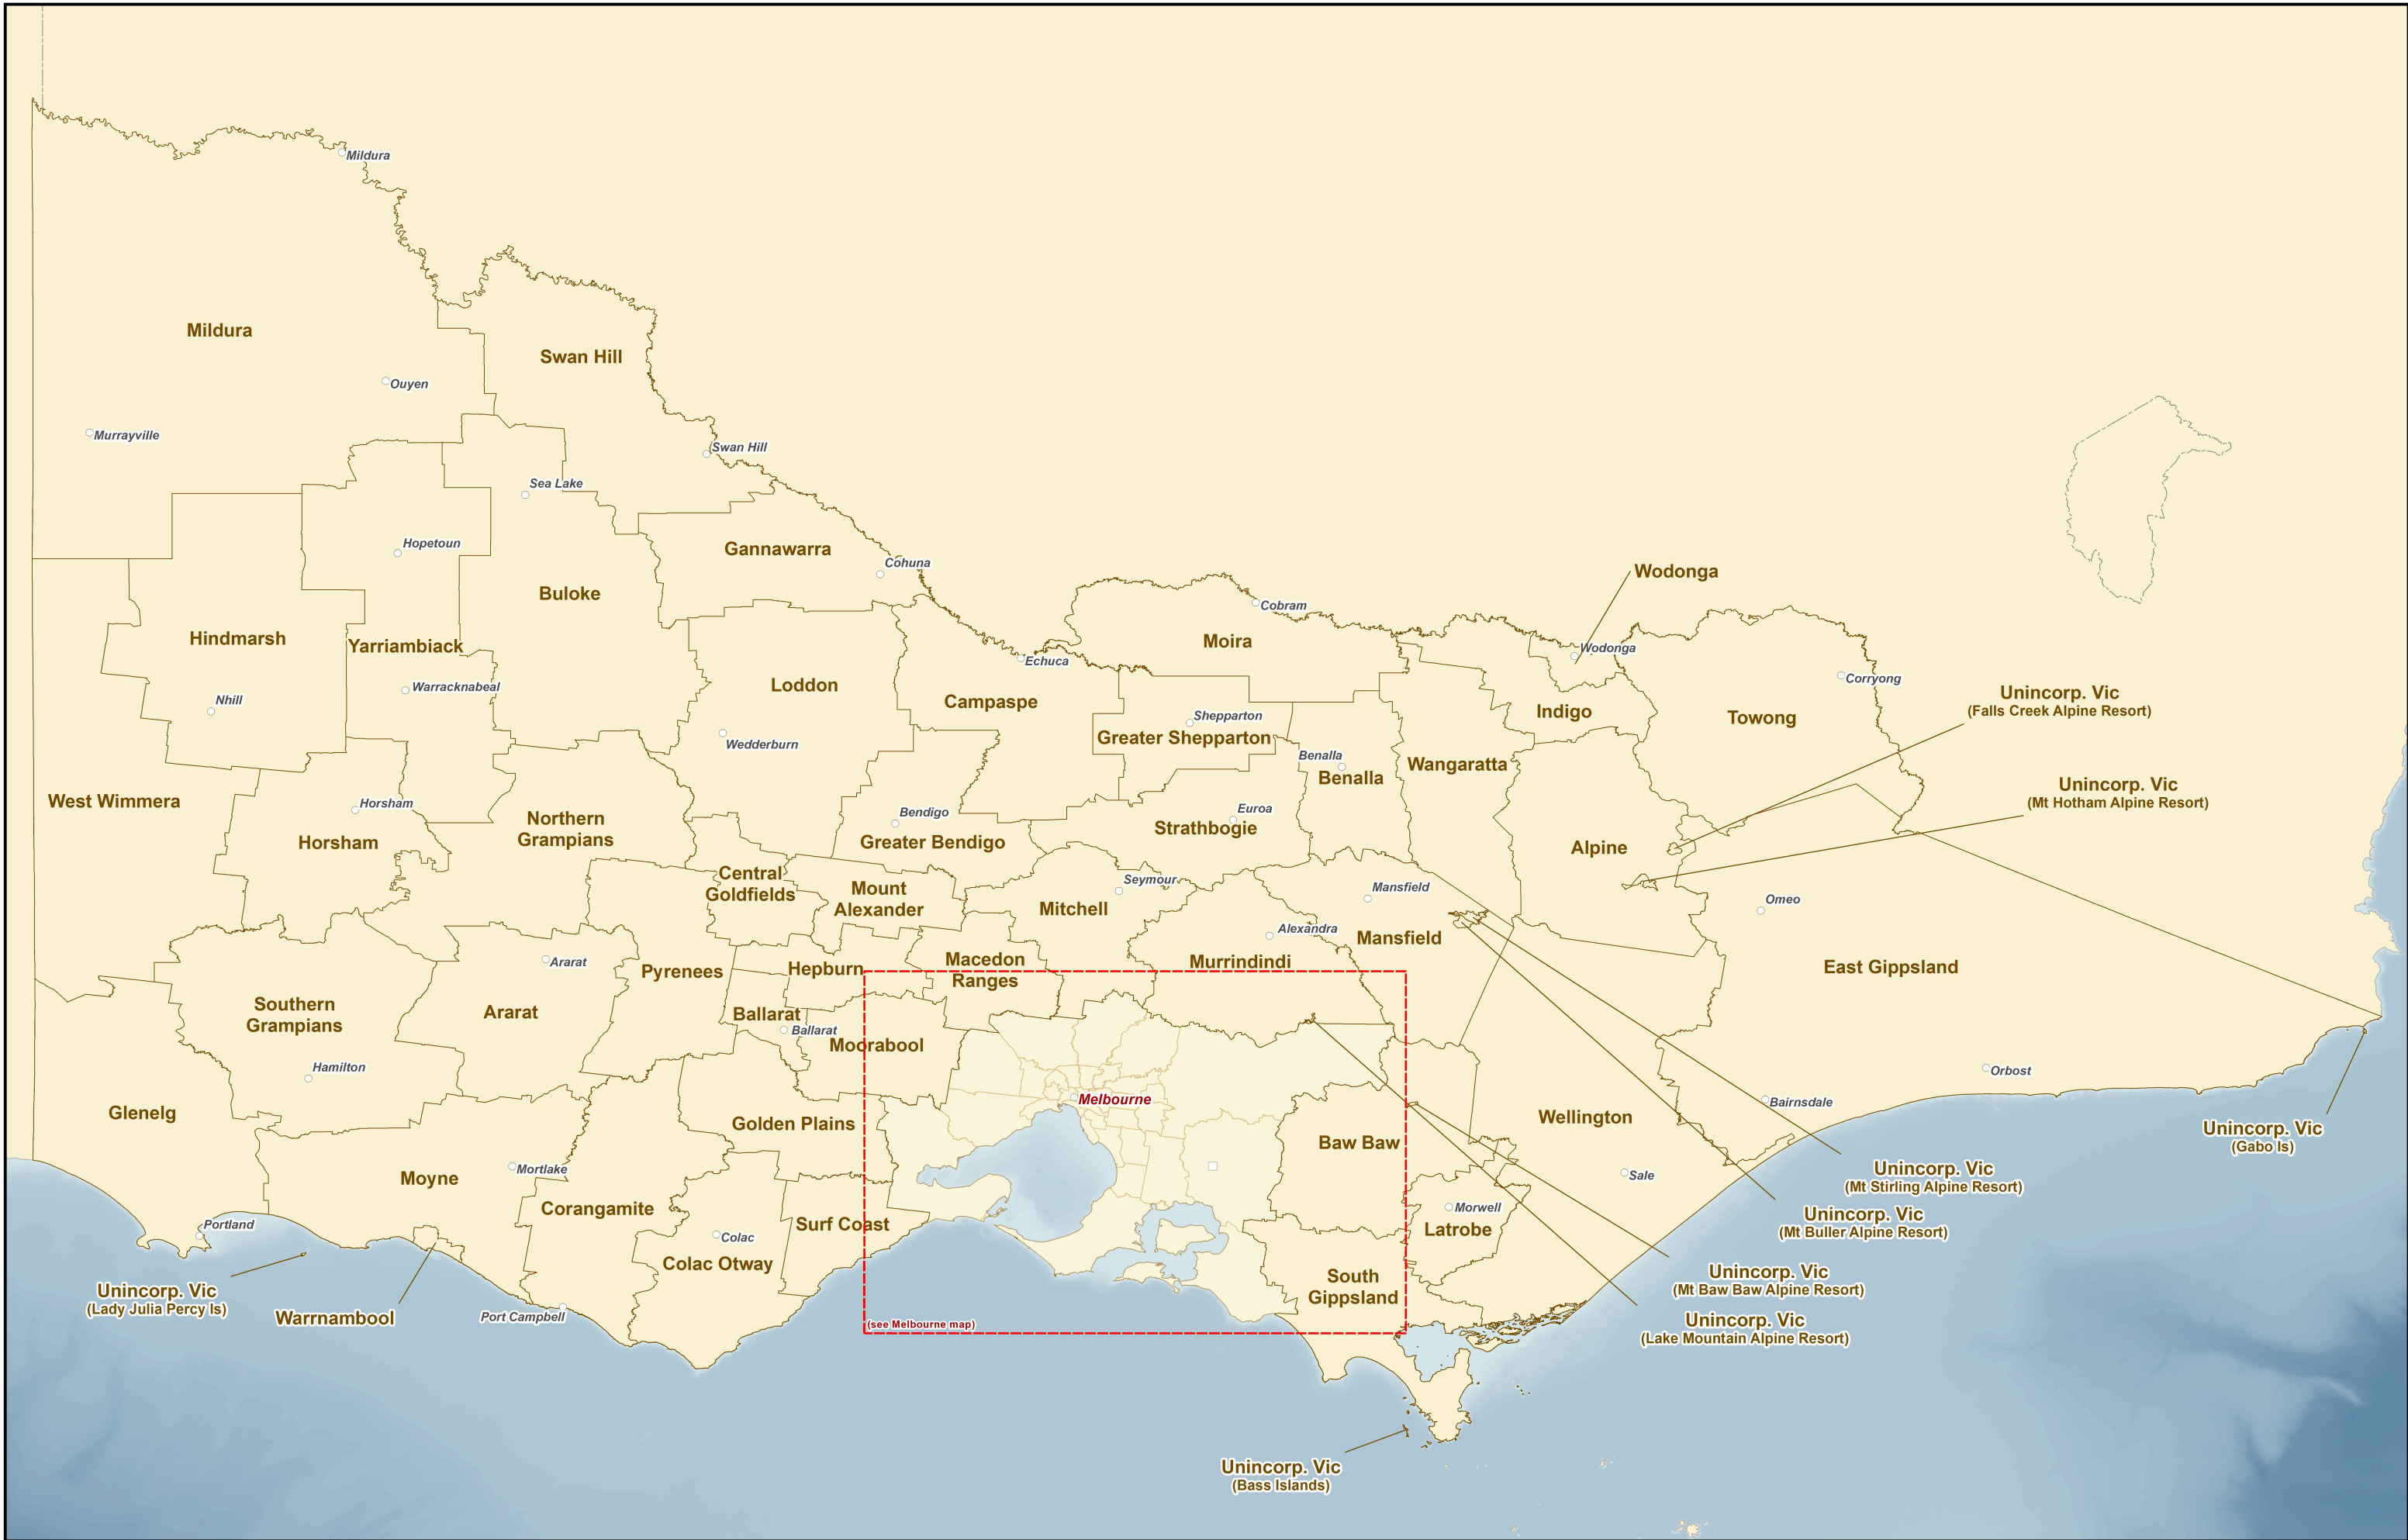 Mildura
Mildura
Swan Hill
Ouyen
Murrayville
Swan Hill
Sea Lake
Hopetoun
Gannawarra
Cohuna
Wodonga
Buloke
Cobram
Hindmarsh
Yarriambiack
Moira
Wodonga
Echuca
Corryong
Warracknabeal
Loddon
Nhill
Campaspe
Indigo
Towong
Unincorp. Vic
(Falls Creek Alpine Resort)
Shepparton
Greater Shepparton
Wedderburn
Benalla
Benalla
Wangaratta
Unincorp. Vic
(Mt Hotham Alpine Resort)
West Wimmera
Horsham
Horsham
Northern
Grampians
Bendigo
Greater Bendigo
Euroa
Strathbogie
Alpine
Central
Goldfields
Mount
Alexander
Seymour
Mitchell
Mansfield
Mansfield
Omeo
Alexandra
Murrindindi
East Gippsland
Ararat
Ararat
Pyrenees
Hepburn
Macedon
Ranges
Southern
Grampians
Ballarat
Ballarat
Moorabool
Hamilton
Orbost
Glenelg
Golden Plains
Melbourne
Bairnsdale
Wellington
Baw Baw
Unincorp. Vic
(Gabo Is)
Mortlake
Moyne
Sale
Unincorp. Vic
(Mt Stirling Alpine Resort)
Corangamite
Morwell
Latrobe
Portland
Surf Coast
Colac
Colac Otway
Unincorp. Vic
(Mt Buller Alpine Resort)
Unincorp. Vic
(Lady Julia Percy Is)
Warrnambool
Port Campbell
South
Gippsland
Unincorp. Vic
(Mt Baw Baw Alpine Resort)
(see Melbourne map)
Unincorp. Vic
(Lake Mountain Alpine Resort)
Unincorp. Vic
(Bass Islands)